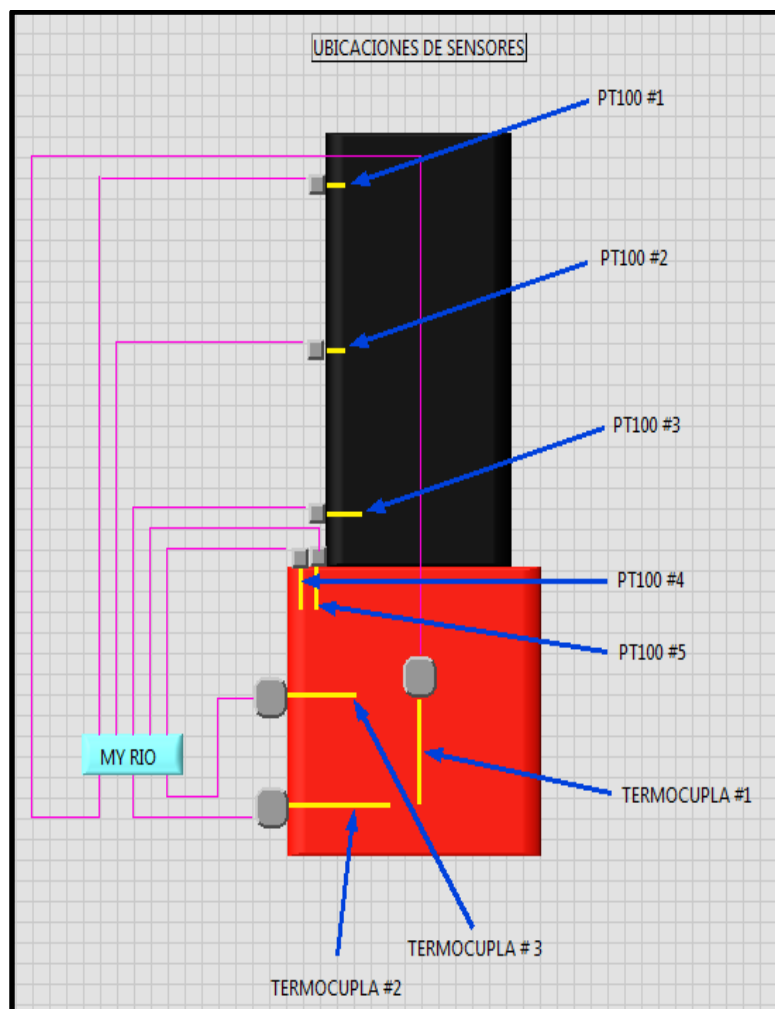 UBICACIONES DE SENSORES
PT100 #1
PT100 #2
PT100 #3
PT100 #4
PT100 #5
MY RIO
TERMOCUPLA #1
TERMOCUPLA # 3
TERMOCUPLA #2